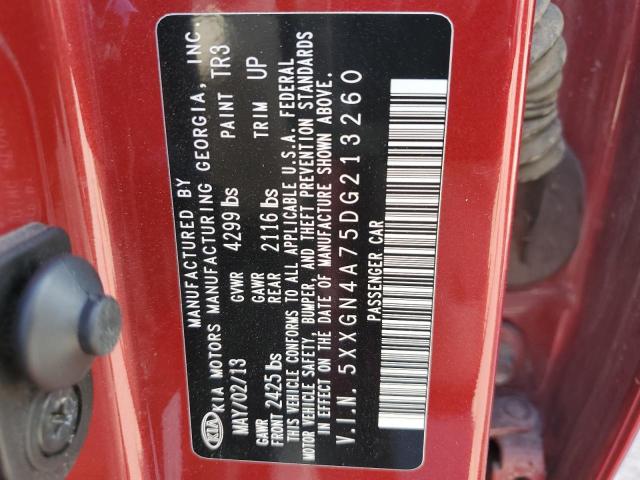 MANUFACTURED BY
KIA KIA MOTORS MANUFACTURING GEORGIA, INC.
MAY/02/13 GVWR 4299 lbs PAINT TR3
GAWR FRONT 2425 lbs GAWR REAR 2116 lbs TRIM UP
THIS VEHICLE CONFORMS TO ALL APPLICABLE U.S.A. FEDERAL
MOTOR VEHICLE SAFETY, BUMPER, AND THEFT PREVENTION STANDARDS
IN EFFECT ON THE DATE OF MANUFACTURE SHOWN ABOVE.
V.I.N. 5XXGN4A75DG213260
PASSENGER CAR